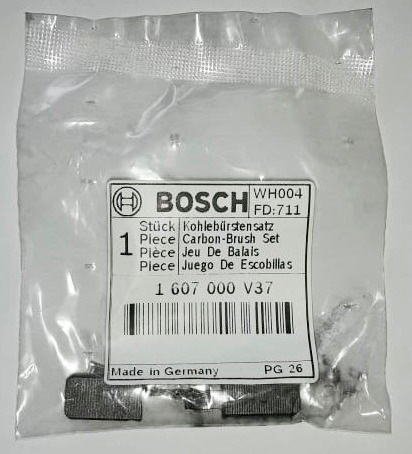 BOSCH
WH004
FD:711
1
Stück Kohlebürstensatz
Piece Carbon-Brush Set
Pièce Jeu De Balais
Piece Juego De Escobillas
1 607 000 V37
Made in Germany PG 26